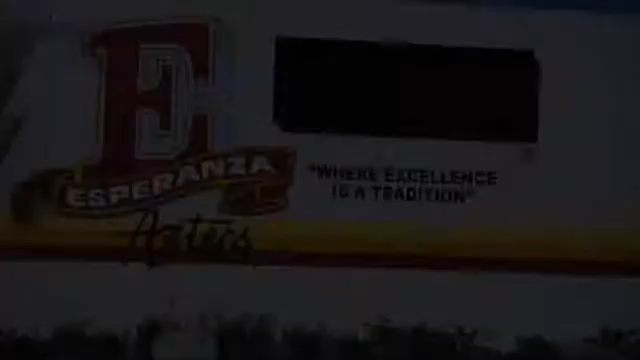 E
ESPERANZA
Aztecs
"WHERE EXCELLENCE
IS A TRADITION"